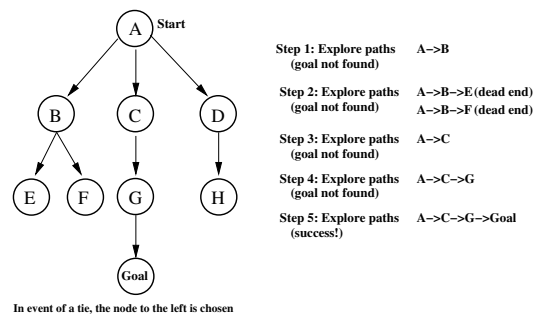 A Start
B C D
E F G H
Goal
In event of a tie, the node to the left is chosen
Step 1: Explore paths A−>B
(goal not found)
Step 2: Explore paths A−>B−>E (dead end)
(goal not found) A−>B−>F (dead end)
Step 3: Explore paths A−>C
(goal not found)
Step 4: Explore paths A−>C−>G
(goal not found)
Step 5: Explore paths A−>C−>G−>Goal
(success!)